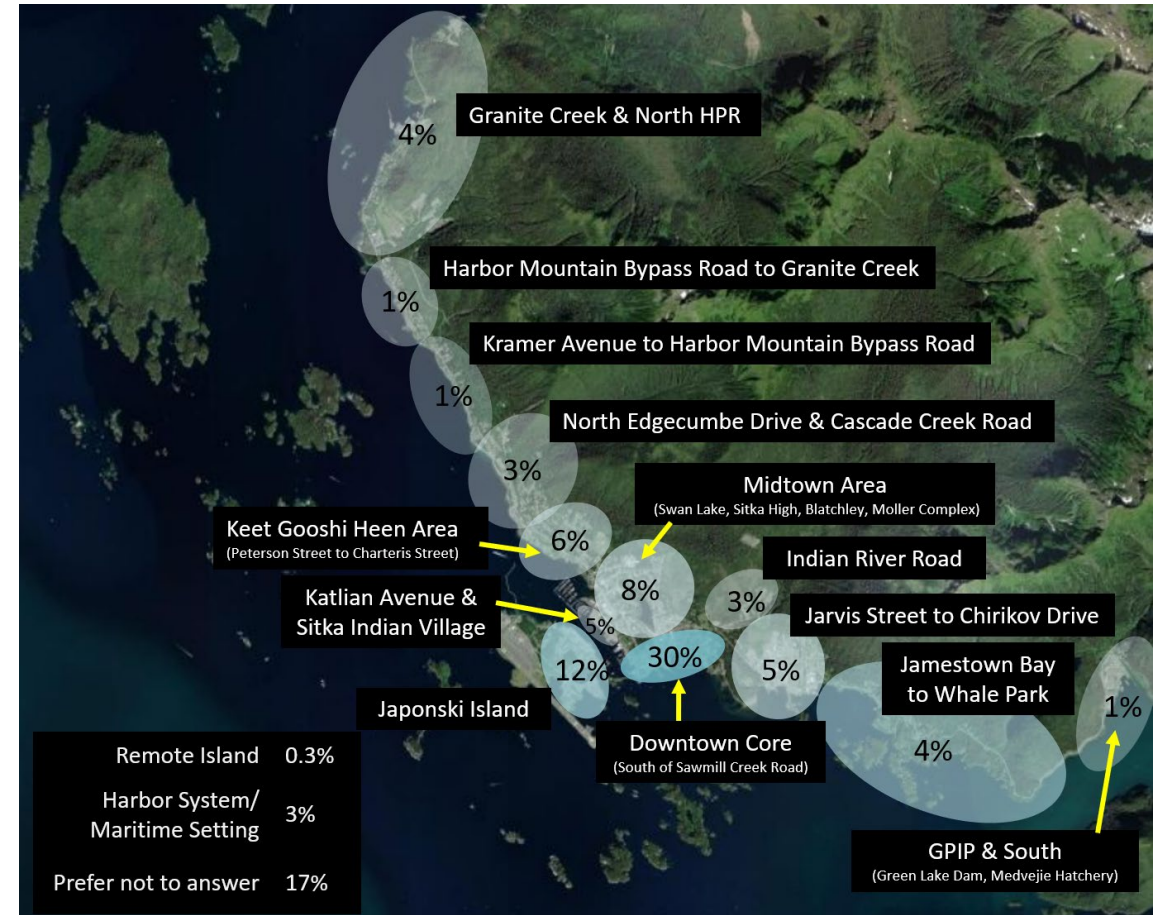 4%
Granite Creek & North HPR
Harbor Mountain Bypass Road to Granite Creek
1%
Kramer Avenue to Harbor Mountain Bypass Road
1%
North Edgecumbe Drive & Cascade Creek Road
3%
Midtown Area
(Swan Lake, Sitka High, Blatchley, Moller Complex)
8%
Keet Gooshi Heen Area
(Peterson Street to Charteris Street)
6%
Indian River Road
3%
Katlian Avenue &
Sitka Indian Village
5%
Jarvis Street to Chirikov Drive
5%
12%
Japonski Island
30%
Downtown Core
(South of Sawmill Creek Road)
Jamestown Bay
to Whale Park
4%
1%
GPIP & South
(Green Lake Dam, Medvejie Hatchery)
Remote Island 0.3%
Harbor System/
Maritime Setting 3%
Prefer not to answer 17%